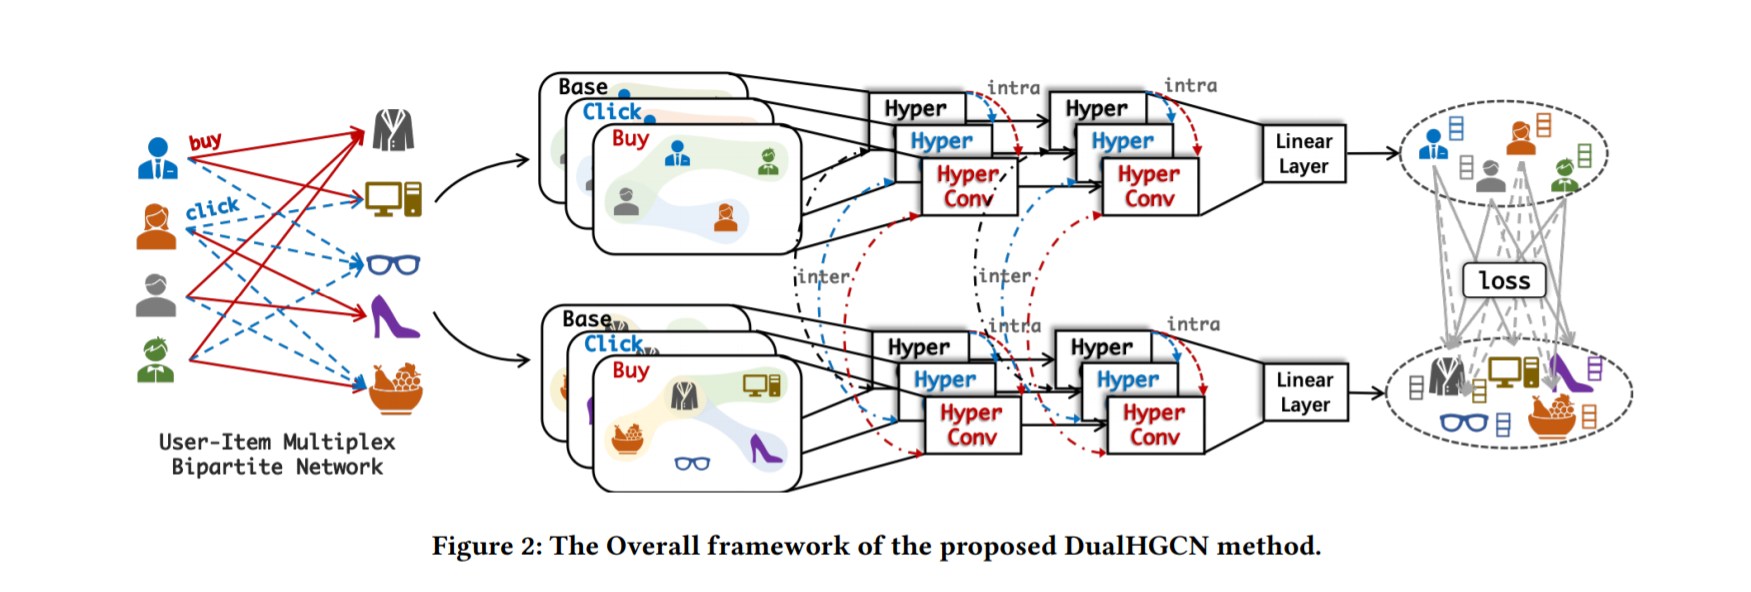 buy
click
User-Item Multiplex
Bipartite Network
Base
Click
Buy
Hyper
Hyper
Hyper
Conv
intra
Hyper
Hyper
Hyper
Conv
intra
Linear
Layer
inter
inter
loss
Base
Click
Buy
Hyper
Hyper
Hyper
Conv
intra
Hyper
Hyper
Hyper
Conv
intra
Linear
Layer
Figure 2: The Overall framework of the proposed DualHGCN method.